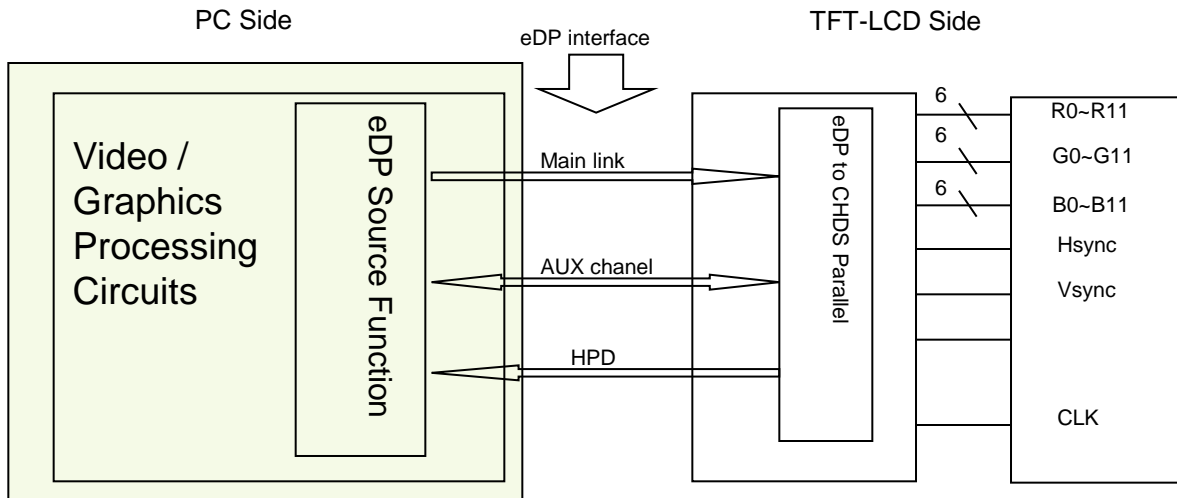 PC Side
eDP interface
TFT-LCD Side
Video /
Graphics
Processing
Circuits
eDP Source Function
Main link
AUX chanel
HPD
eDP to CHDS Parallel
6
R0~R11
6
G0~G11
6
B0~B11
Hsync
Vsync
CLK